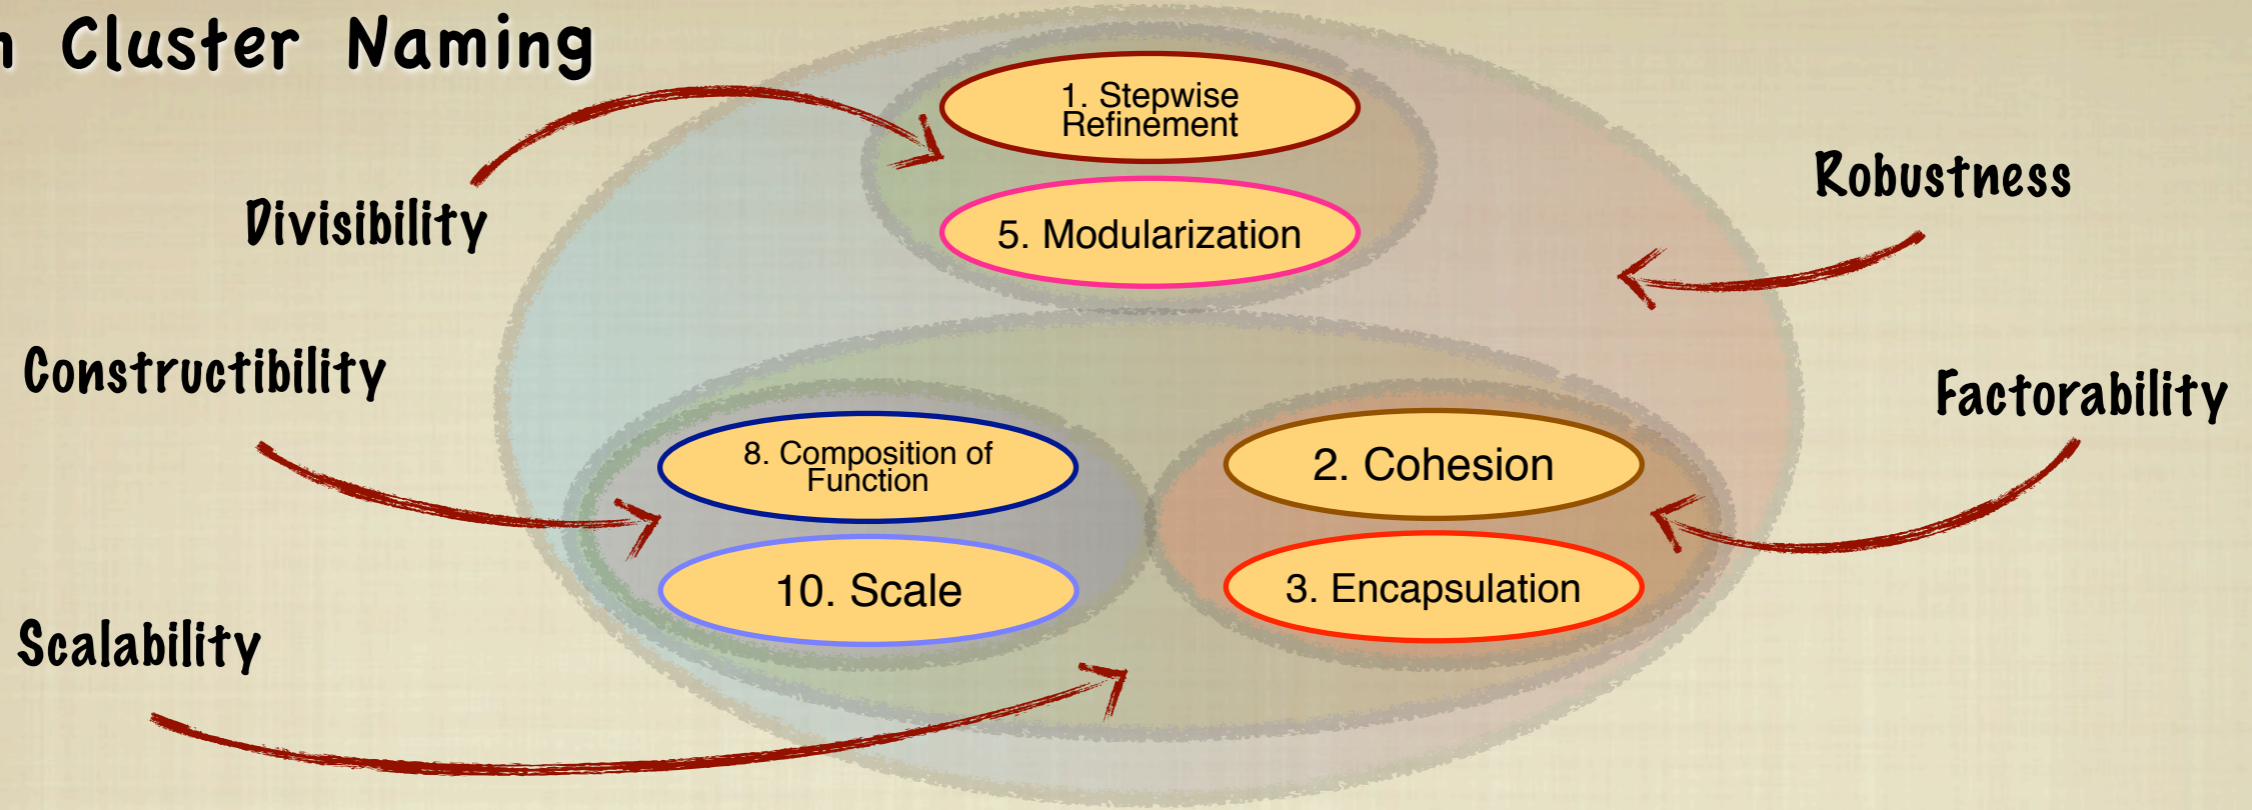 Cluster Naming
1. Stepwise
Refinement
5. Modularization
Divisibility
Robustness
Constructibility
Factorability
8. Composition of
Function
10. Scale
2. Cohesion
3. Encapsulation
Scalability